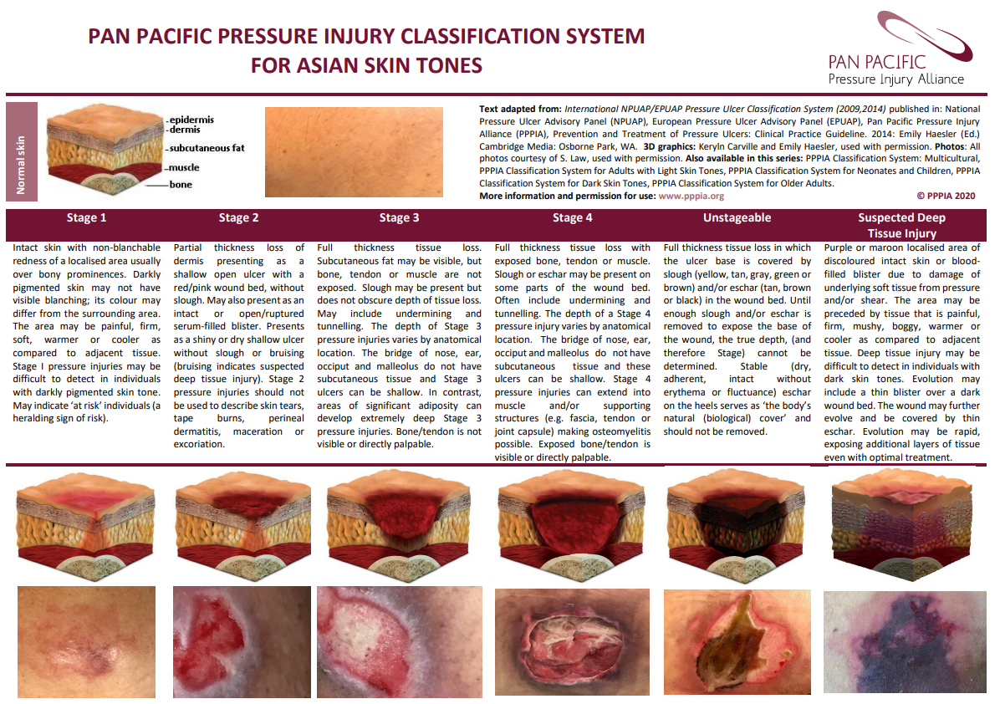 PAN PACIFIC PRESSURE INJURY CLASSIFICATION SYSTEM
FOR ASIAN SKIN TONES
PAN PACIFIC
Pressure Injury Alliance
Normal skin
epidermis
dermis
subcutaneous fat
muscle
bone
Text adapted from: International NPUAP/EPUAP Pressure Ulcer Classification System (2009,2014) published in: National
Pressure Ulcer Advisory Panel (NPUAP), European Pressure Ulcer Advisory Panel (EPUAP), Pan Pacific Pressure Injury
Alliance (PPPIA), Prevention and Treatment of Pressure Ulcers: Clinical Practice Guideline. 2014: Emily Haesler (Ed.)
Cambridge Media: Osborne Park, WA. 3D graphics: Keryln Carville and Emily Haesler, used with permission. Photos: All
photos courtesy of S. Law, used with permission. Also available in this series: PPPIA Classification System: Multicultural,
PPPIA Classification System for Adults with Light Skin Tones, PPPIA Classification System for Neonates and Children, PPPIA
Classification System for Dark Skin Tones, PPPIA Classification System for Older Adults.
More information and permission for use: www.pppia.org
© PPPIA 2020
Stage 1
Intact skin with non-blanchable
redness of a localised area usually
over bony prominences. Darkly
pigmented skin may not have
visible blanching; its colour may
differ from the surrounding area.
The area may be painful, firm,
soft, warmer or cooler as
compared to adjacent tissue.
Stage I pressure injuries may be
difficult to detect in individuals
with darkly pigmented skin tone.
May indicate 'at risk' individuals (a
heralding sign of risk).
Stage 2
Partial thickness loss of
dermis presenting as a
shallow open ulcer with a
red/pink wound bed, without
slough. May also present as an
intact or open/ruptured
serum-filled blister. Presents
as a shiny or dry shallow ulcer
without slough or bruising
(bruising indicates suspected
deep tissue injury). Stage 2
pressure injuries should not
be used to describe skin tears,
tape burns, perineal
dermatitis, maceration or
excoriation.
Stage 3
Full thickness tissue loss.
Subcutaneous fat may be visible, but
bone, tendon or muscle are not
exposed. Slough may be present but
does not obscure depth of tissue loss.
May include undermining and
tunnelling. The depth of Stage 3
pressure injuries varies by anatomical
location. The bridge of nose, ear,
occiput and malleolus do not have
subcutaneous tissue and Stage 3
ulcers can be shallow. In contrast,
areas of significant adiposity can
develop extremely deep Stage 3
pressure injuries. Bone/tendon is not
visible or directly palpable.
Stage 4
Full thickness tissue loss with
exposed bone, tendon or muscle.
Slough or eschar may be present on
some parts of the wound bed.
Often include undermining and
tunnelling. The depth of a Stage 4
pressure injury varies by anatomical
location. The bridge of nose, ear,
occiput and malleolus do not have
subcutaneous tissue and these
ulcers can be shallow. Stage 4
pressure injuries can extend into
muscle and/or supporting
structures (e.g. fascia, tendon or
joint capsule) making osteomyelitis
possible. Exposed bone/tendon is
visible or directly palpable.
Unstageable
Full thickness tissue loss in which
the ulcer base is covered by
slough (yellow, tan, gray, green or
brown) and/or eschar (tan, brown
or black) in the wound bed. Until
enough slough and/or eschar is
removed to expose the base of
the wound, the true depth, (and
therefore Stage) cannot be
determined. Stable (dry,
adherent, intact without
erythema or fluctuance) eschar
on the heels serves as 'the body's
natural (biological) cover' and
should not be removed.
Suspected Deep
Tissue Injury
Purple or maroon localised area of
discoloured intact skin or blood-
filled blister due to damage of
underlying soft tissue from pressure
and/or shear. The area may be
preceded by tissue that is painful,
firm, mushy, boggy, warmer or
cooler as compared to adjacent
tissue. Deep tissue injury may be
difficult to detect in individuals with
dark skin tones. Evolution may
include a thin blister over a dark
wound bed. The wound may further
evolve and be covered by thin
eschar. Evolution may be rapid,
exposing additional layers of tissue
even with optimal treatment.